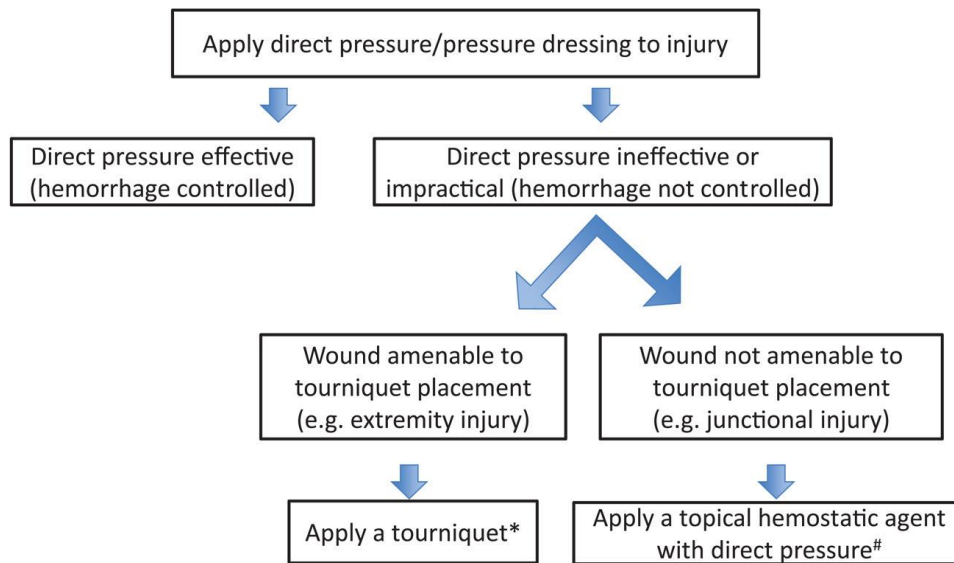 Apply direct pressure/pressure dressing to injury
Direct pressure effective
(hemorrhage controlled)
Direct pressure ineffective or
impractical (hemorrhage not controlled)
Wound amenable to
tourniquet placement
(e.g. extremity injury)
Wound not amenable to
tourniquet placement
(e.g. junctional injury)
Apply a tourniquet*
Apply a topical hemostatic agent
with direct pressure#